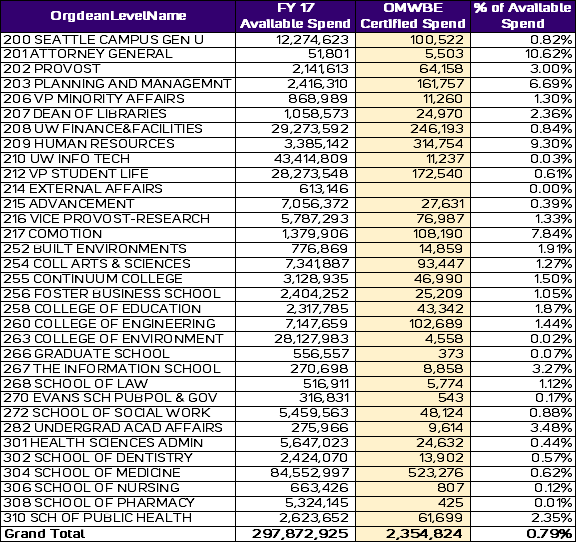 OrgdeanLevelName FY 17 Available Spend OMWBE Certified Spend % of Available Spend
200 SEATTLE CAMPUS GEN U 12,274,623 100,522 0.82%
201 ATTORNEY GENERAL 51,801 5,503 10.62%
202 PROVOST 2,141,613 64,158 3.00%
203 PLANNING AND MANAGEMNT 2,416,310 161,757 6.69%
206 VP MINORITY AFFAIRS 868,989 11,260 1.30%
207 DEAN OF LIBRARIES 1,058,573 24,970 2.36%
208 UW FINANCE&FACILITIES 29,273,592 246,193 0.84%
209 HUMAN RESOURCES 3,385,142 314,754 9.30%
210 UW INFO TECH 43,414,809 11,237 0.03%
212 VP STUDENT LIFE 28,273,548 172,540 0.61%
214 EXTERNAL AFFAIRS 613,146 0.00%
215 ADVANCEMENT 7,056,372 27,631 0.39%
216 VICE PROVOST-RESEARCH 5,787,293 76,987 1.33%
217 COMOTION 1,379,906 108,190 7.84%
252 BUILT ENVIRONMENTS 776,869 14,859 1.91%
254 COLL ARTS & SCIENCES 7,341,887 93,447 1.27%
255 CONTINUUM COLLEGE 3,128,935 46,990 1.50%
256 FOSTER BUSINESS SCHOOL 2,404,252 25,209 1.05%
258 COLLEGE OF EDUCATION 2,317,785 43,342 1.87%
260 COLLEGE OF ENGINEERING 7,147,659 102,689 1.44%
263 COLLEGE OF ENVIRONMENT 28,127,983 4,558 0.02%
266 GRADUATE SCHOOL 556,557 373 0.07%
267 THE INFORMATION SCHOOL 270,698 8,858 3.27%
268 SCHOOL OF LAW 516,911 5,774 1.12%
270 EVANS SCH PUBPOL & GOV 316,831 543 0.17%
272 SCHOOL OF SOCIAL WORK 5,459,563 48,124 0.88%
282 UNDERGRAD ACAD AFFAIRS 275,966 9,614 3.48%
301 HEALTH SCIENCES ADMIN 5,647,023 24,632 0.44%
302 SCHOOL OF DENTISTRY 2,424,070 13,902 0.57%
304 SCHOOL OF MEDICINE 84,552,997 523,276 0.62%
306 SCHOOL OF NURSING 663,426 807 0.12%
308 SCHOOL OF PHARMACY 5,324,145 425 0.01%
310 SCH OF PUBLIC HEALTH 2,623,652 61,699 2.35%
Grand Total 297,872,925 2,354,824 0.79%